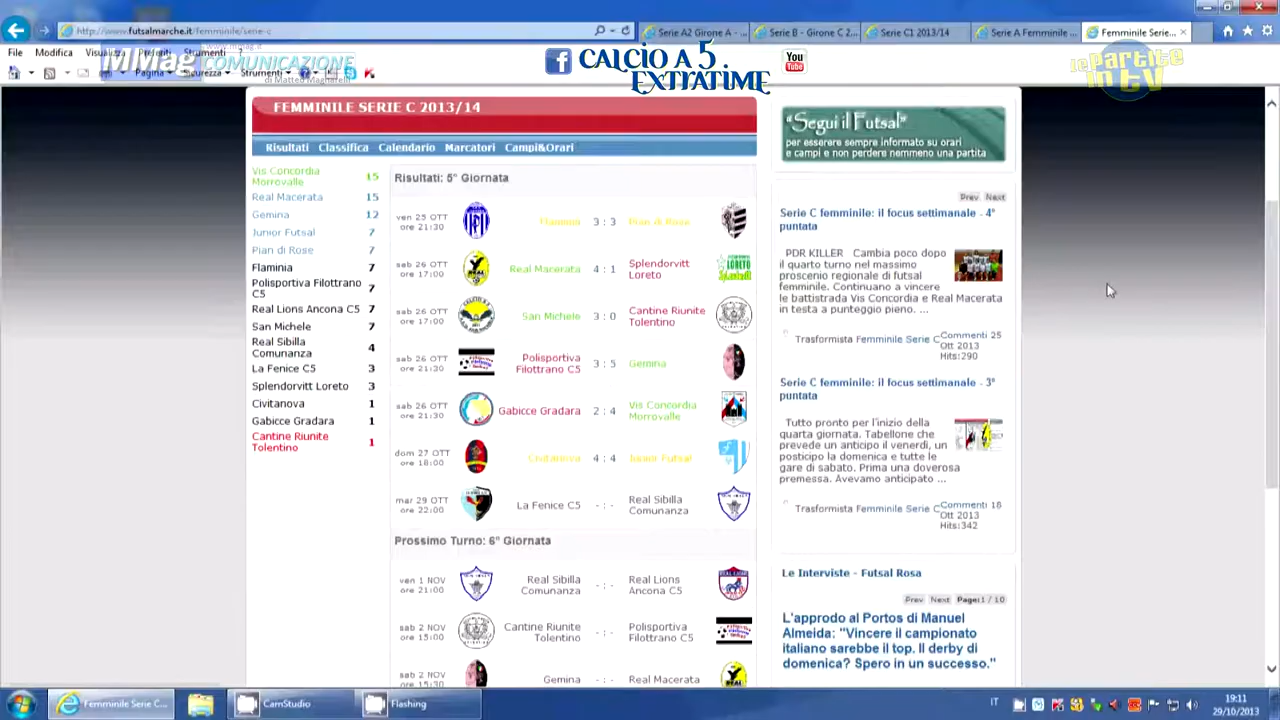 http://www.futsalmarche.it/femminile/serie-c
Serie A2 Girone A - ...
Serie B - Girone C 2...
Serie C1 2013/14
Serie A Femminile ...
Femminile Serie...
File Modifica Visualizza Preferiti Strumenti
www.mmag.it
MMag COMUNICAZIONE
di Matteo Magnarelli
Pagina Sicurezza Strumenti
CALCIO A 5
EXTRATIME
You
Tube
le partite
in TV
FEMMINILE SERIE C 2013/14
Risultati Classifica Calendario Marcatori Campi&Orari
Vis Concordia
Morrovalle 15
Real Macerata 15
Gemina 12
Junior Futsal 7
Pian di Rose 7
Flaminia 7
Polisportiva Filottrano
C5 7
Real Lions Ancona C5 7
San Michele 7
Real Sibilla
Comunanza 4
La Fenice C5 3
Splendorvitt Loreto 3
Civitanova 1
Gabicce Gradara 1
Cantine Riunite
Tolentino 1
Risultati: 5° Giornata
ven 25 OTT
ore 21:30
Flaminia 3 : 3 Pian di Rose
sab 26 OTT
ore 17:00
Real Macerata 4 : 1 Splendorvitt
Loreto
LORETO
sab 26 OTT
ore 17:00
San Michele 3 : 0 Cantine Riunite
Tolentino
sab 26 OTT
ore 21:30
Polisportiva
Filottrano C5 3 : 5 Gemina
sab 26 OTT
ore 21:30
Gabicce Gradara 2 : 4 Vis Concordia
Morrovalle
dom 27 OTT
ore 18:00
Civitanova 4 : 4 Junior Futsal
mar 29 OTT
ore 22:00
La Fenice C5 - : - Real Sibilla
Comunanza
Prossimo Turno: 6° Giornata
ven 1 NOV
ore 21:00
Real Sibilla
Comunanza - : - Real Lions
Ancona C5
sab 2 NOV
ore 15:00
Cantine Riunite
Tolentino - : - Polisportiva
Filottrano C5
sab 2 NOV
ore 15:30
Gemina - : - Real Macerata
"Segui il Futsal"
per esserere sempre informato su orari
e campi e non perdere nemmeno una partita
Prev Next
Serie C femminile: il focus settimanale - 4°
puntata
PDR KILLER Cambia poco dopo
il quarto turno nel massimo
proscenio regionale di futsal
femminile. Continuano a vincere
le battistrada Vis Concordia e Real Macerata
in testa a punteggio pieno. ...
Trasformista Femminile Serie C
Commenti 25
Ott 2013
Hits:290
Serie C femminile: il focus settimanale - 3°
puntata
Tutto pronto per l'inizio della
quarta giornata. Tabellone che
prevede un anticipo il venerdì, un
posticipo la domenica e tutte le
gare di sabato. Prima una doverosa
premessa. Avevamo anticipato ...
Trasformista Femminile Serie C
Commenti 18
Ott 2013
Hits:342
Le Interviste - Futsal Rosa
Prev Next Page:1 / 10
L'approdo al Portos di Manuel
Almeida: "Vincere il campionato
italiano sarebbe il top. Il derby di
domenica? Spero in un successo."
Femminile Serie C...
CamStudio
Flashing
IT
19:11
29/10/2013